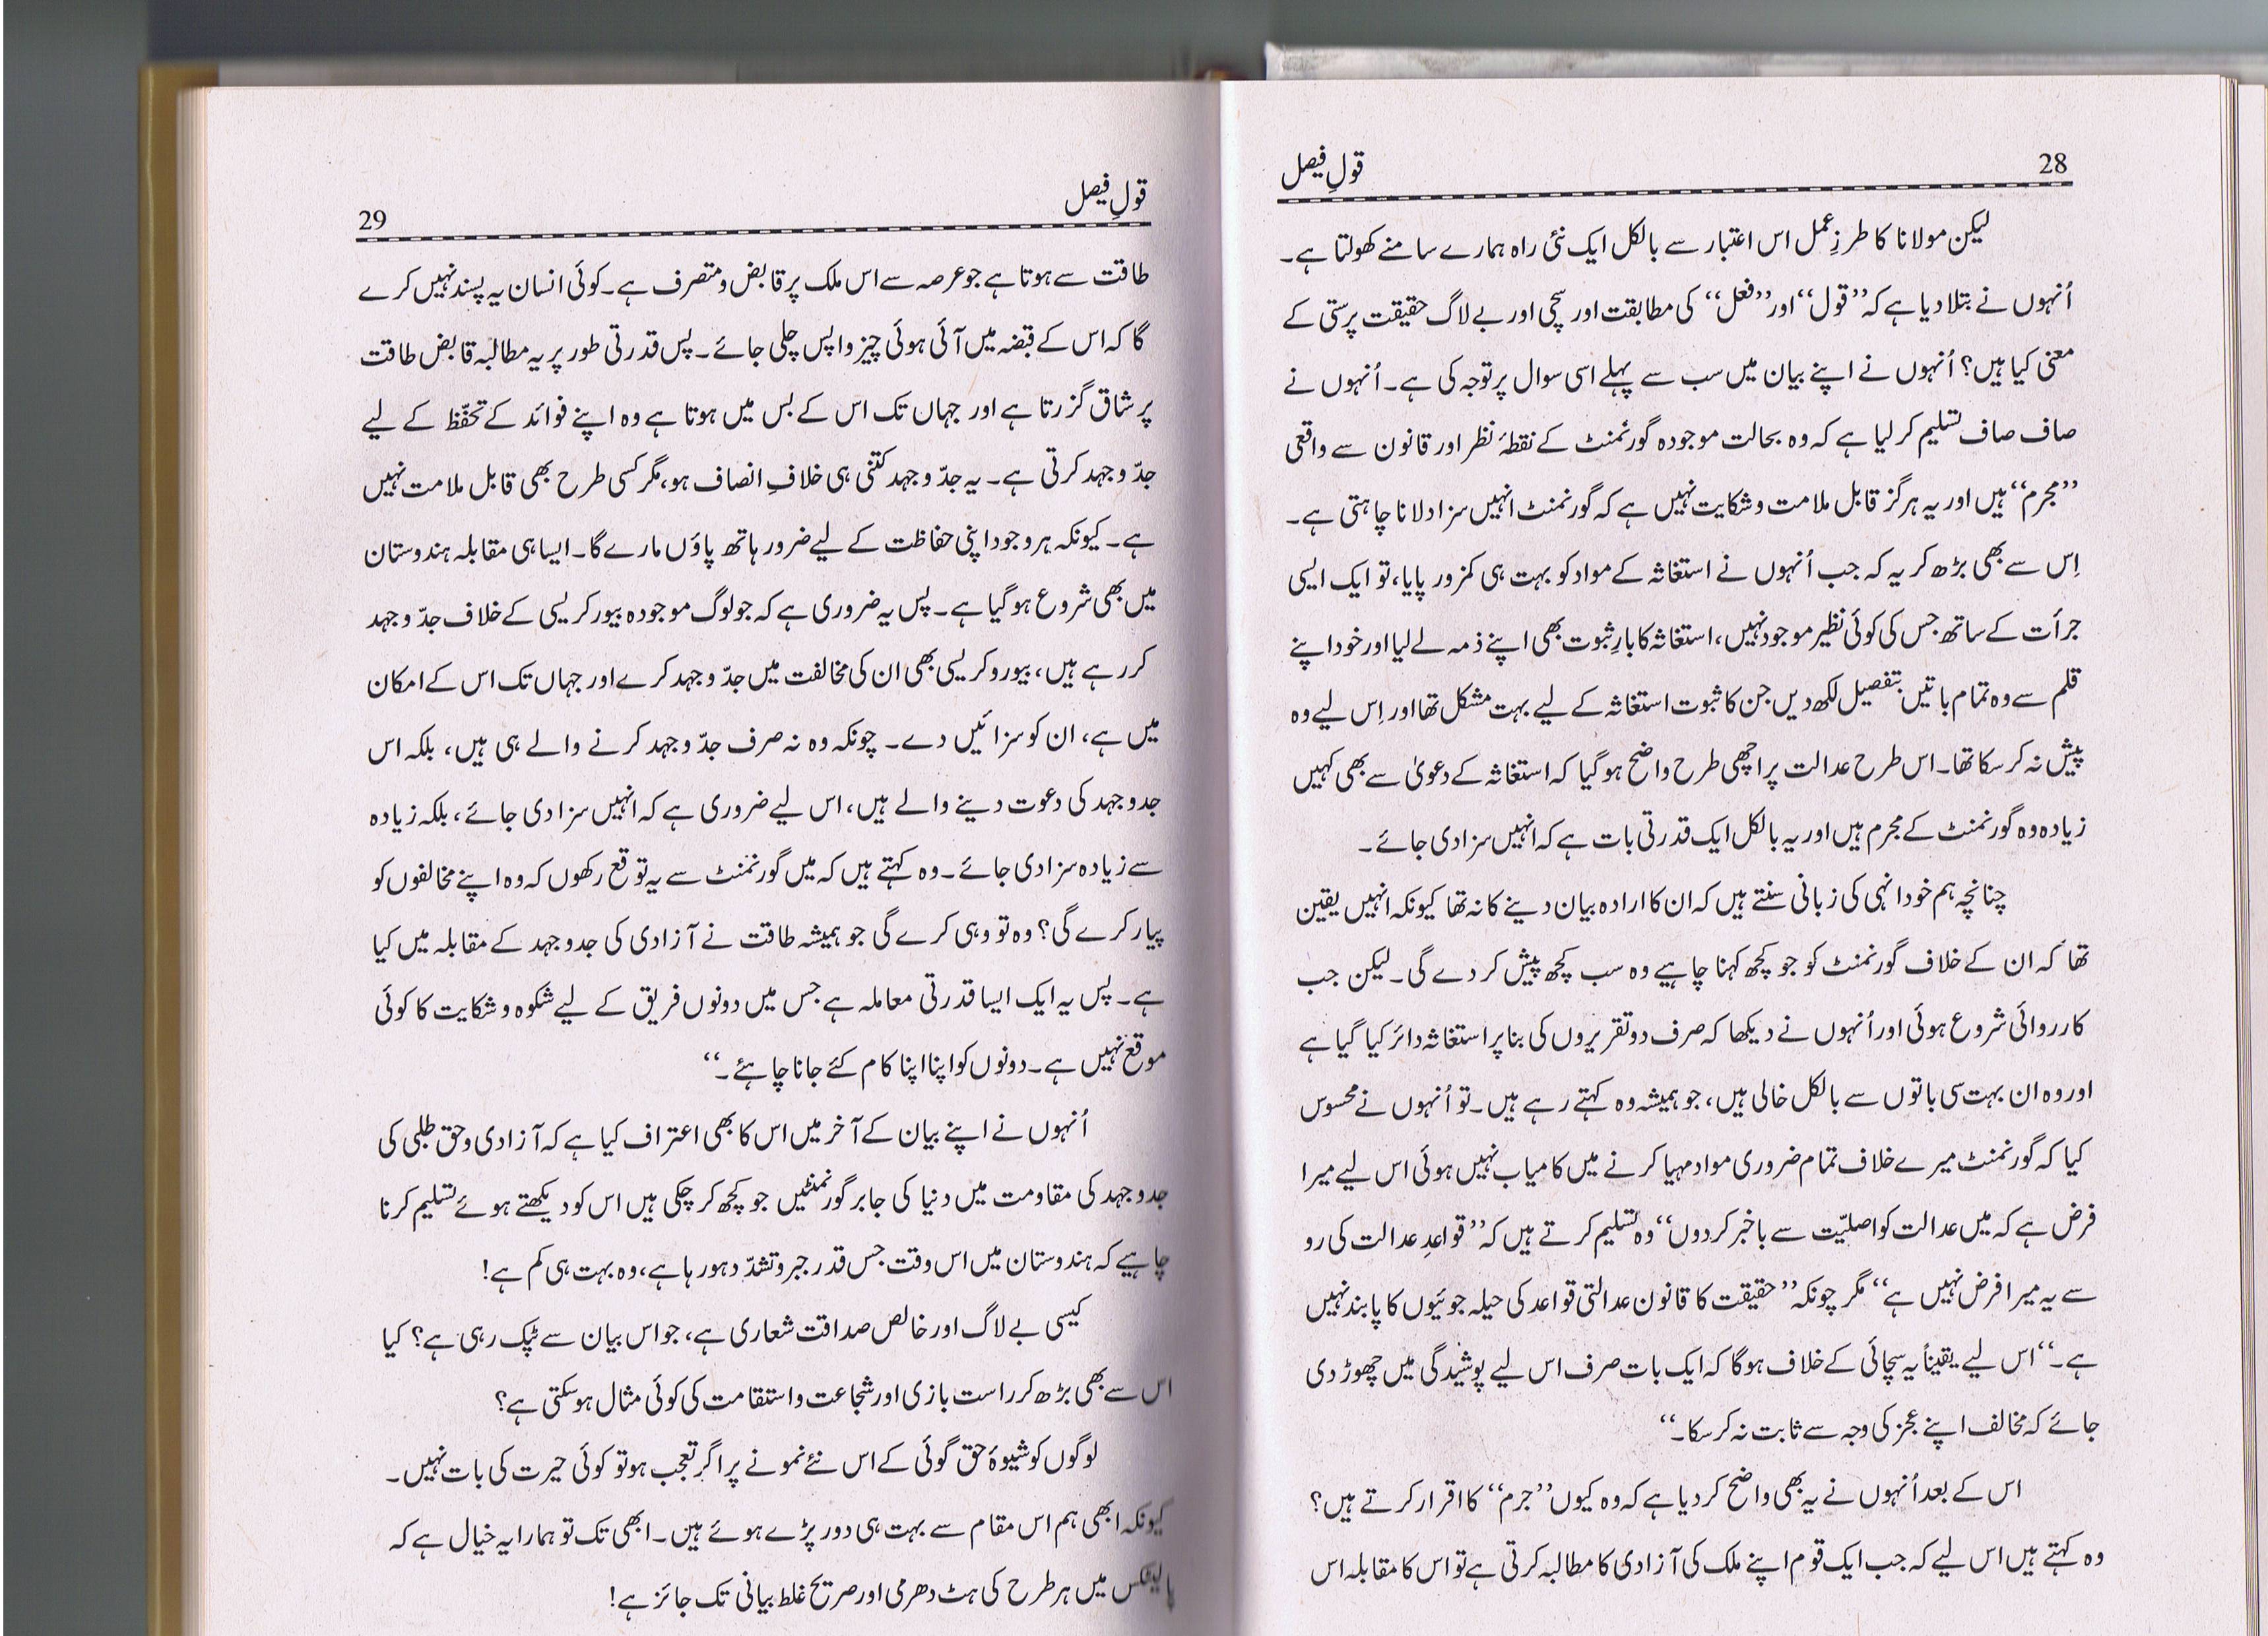 28
قولِ فیصل
لیکن مولانا کا طرزِ عمل اس اعتبار سے بالکل ایک نئی راہ ہمارے سامنے کھولتا ہے۔
اُنہوں نے بتلا دیا ہے کہ ’’قول‘‘ اور ’’فعل‘‘ کی مطابقت اور سچی اور بے لاگ حقیقت پرستی کے
معنی کیا ہیں؟ اُنہوں نے اپنے بیان میں سب سے پہلے اسی سوال پر توجہ کی ہے۔ اُنہوں نے
صاف صاف تسلیم کر لیا ہے کہ وہ بحالت موجودہ گورنمنٹ کے نقطۂ نظر اور قانون سے واقعی
’’مجرم‘‘ ہیں اور یہ ہرگز قابل ملامت و شکایت نہیں ہے کہ گورنمنٹ انہیں سزا دلانا چاہتی ہے۔
اِس سے بھی بڑھ کر یہ کہ جب اُنہوں نے استغاثہ کے مواد کو بہت ہی کمزور پایا، تو ایک ایسی
جرأت کے ساتھ جس کی کوئی نظیر موجود نہیں، استغاثہ کا بارِ ثبوت بھی اپنے ذمہ لے لیا اور خود اپنے
قلم سے وہ تمام باتیں بتفصیل لکھ دیں جن کا ثبوت استغاثہ کے لیے بہت مشکل تھا اور اِس لیے وہ
پیش نہ کر سکا تھا۔ اس طرح عدالت پر اچھی طرح واضح ہو گیا کہ استغاثہ کے دعویٰ سے بھی کہیں
زیادہ وہ گورنمنٹ کے مجرم ہیں اور یہ بالکل ایک قدرتی بات ہے کہ انہیں سزا دی جائے۔
چنانچہ ہم خود انہی کی زبانی سنتے ہیں کہ ان کا ارادہ بیان دینے کا نہ تھا کیونکہ انہیں یقین
تھا کہ ان کے خلاف گورنمنٹ کو جو کچھ کہنا چاہیے وہ سب کچھ پیش کر دے گی۔ لیکن جب
کارروائی شروع ہوئی اور اُنہوں نے دیکھا کہ صرف دو تقریروں کی بنا پر استغاثہ دائر کیا گیا ہے
اور وہ ان بہت سی باتوں سے بالکل خالی ہیں، جو ہمیشہ وہ کہتے رہے ہیں۔ تو اُنہوں نے محسوس
کیا کہ گورنمنٹ میرے خلاف تمام ضروری مواد مہیا کرنے میں کامیاب نہیں ہوئی اس لیے میرا
فرض ہے کہ میں عدالت کو اصلیّت سے باخبر کر دوں‘‘ وہ تسلیم کرتے ہیں کہ ’’قواعدِ عدالت کی رو
سے یہ میرا فرض نہیں ہے‘‘ مگر چونکہ ’’حقیقت کا قانون عدالتی قواعد کی حیلہ جوئیوں کا پابند نہیں
ہے۔‘‘ اس لیے یقیناً یہ سچائی کے خلاف ہوگا کہ ایک بات صرف اس لیے پوشیدگی میں چھوڑ دی
جائے کہ مخالف اپنے عجز کی وجہ سے ثابت نہ کر سکا۔‘‘
اس کے بعد اُنہوں نے یہ بھی واضح کر دیا ہے کہ وہ کیوں ’’جرم‘‘ کا اقرار کرتے ہیں؟
وہ کہتے ہیں اس لیے کہ جب ایک قوم اپنے ملک کی آزادی کا مطالبہ کرتی ہے تو اس کا مقابلہ اس
قولِ فیصل
29
طاقت سے ہوتا ہے جو عرصہ سے اس ملک پر قابض و متصرف ہے۔ کوئی انسان یہ پسند نہیں کرے
گا کہ اس کے قبضہ میں آئی ہوئی چیز واپس چلی جائے۔ پس قدرتی طور پر یہ مطالبہ قابض طاقت
پر شاق گزرتا ہے اور جہاں تک اس کے بس میں ہوتا ہے وہ اپنے فوائد کے تحفّظ کے لیے
جدّ و جہد کرتی ہے۔ یہ جدّ و جہد کتنی ہی خلافِ انصاف ہو، مگر کسی طرح بھی قابل ملامت نہیں
ہے۔ کیونکہ ہر وجود اپنی حفاظت کے لیے ضرور ہاتھ پاؤں مارے گا۔ ایسا ہی مقابلہ ہندوستان
میں بھی شروع ہو گیا ہے۔ پس یہ ضروری ہے کہ جو لوگ موجودہ بیورکریسی کے خلاف جدّ و جہد
کر رہے ہیں، بیوروکریسی بھی ان کی مخالفت میں جدّ و جہد کرے اور جہاں تک اس کے امکان
میں ہے، ان کو سزائیں دے۔ چونکہ وہ نہ صرف جدّ و جہد کرنے والے ہی ہیں، بلکہ اس
جدوجہد کی دعوت دینے والے ہیں، اس لیے ضروری ہے کہ انہیں سزا دی جائے، بلکہ زیادہ
سے زیادہ سزا دی جائے۔ وہ کہتے ہیں کہ میں گورنمنٹ سے یہ توقع رکھوں کہ وہ اپنے مخالفوں کو
پیار کرے گی؟ وہ تو وہی کرے گی جو ہمیشہ طاقت نے آزادی کی جدوجہد کے مقابلہ میں کیا
ہے۔ پس یہ ایک ایسا قدرتی معاملہ ہے جس میں دونوں فریق کے لیے شکوہ و شکایت کا کوئی
موقع نہیں ہے۔ دونوں کو اپنا اپنا کام کئے جانا چاہئے۔‘‘
اُنہوں نے اپنے بیان کے آخر میں اس کا بھی اعتراف کیا ہے کہ آزادی و حق طلبی کی
جدوجہد کی مقاومت میں دنیا کی جابر گورنمنٹیں جو کچھ کر چکی ہیں اس کو دیکھتے ہوئے تسلیم کرنا
چاہیے کہ ہندوستان میں اس وقت جس قدر جبر و تشدّد ہو رہا ہے، وہ بہت ہی کم ہے!
کیسی بے لاگ اور خالص صداقت شعاری ہے، جو اس بیان سے ٹپک رہی ہے؟ کیا
اس سے بھی بڑھ کر راست بازی اور شجاعت و استقامت کی کوئی مثال ہو سکتی ہے؟
لوگوں کو شیوۂ حق گوئی کے اس نئے نمونے پر اگر تعجب ہو تو کوئی حیرت کی بات نہیں۔
کیونکہ ابھی ہم اس مقام سے بہت ہی دور پڑے ہوئے ہین۔ ابھی تک تو ہمارا یہ خیال ہے کہ
پالیٹکس میں ہر طرح کی ہٹ دھرمی اور صریح غلط بیانی تک جائز ہے!